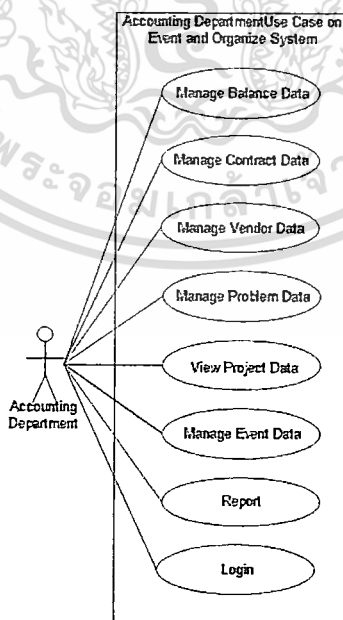 Accounting DepartmentUse Case on
Event and Organize System
Manage Balance Data
Manage Contract Data
Manage Vendor Data
Manage Problem Data
View Project Data
Accounting
Department
Manage Event Data
Report
Login